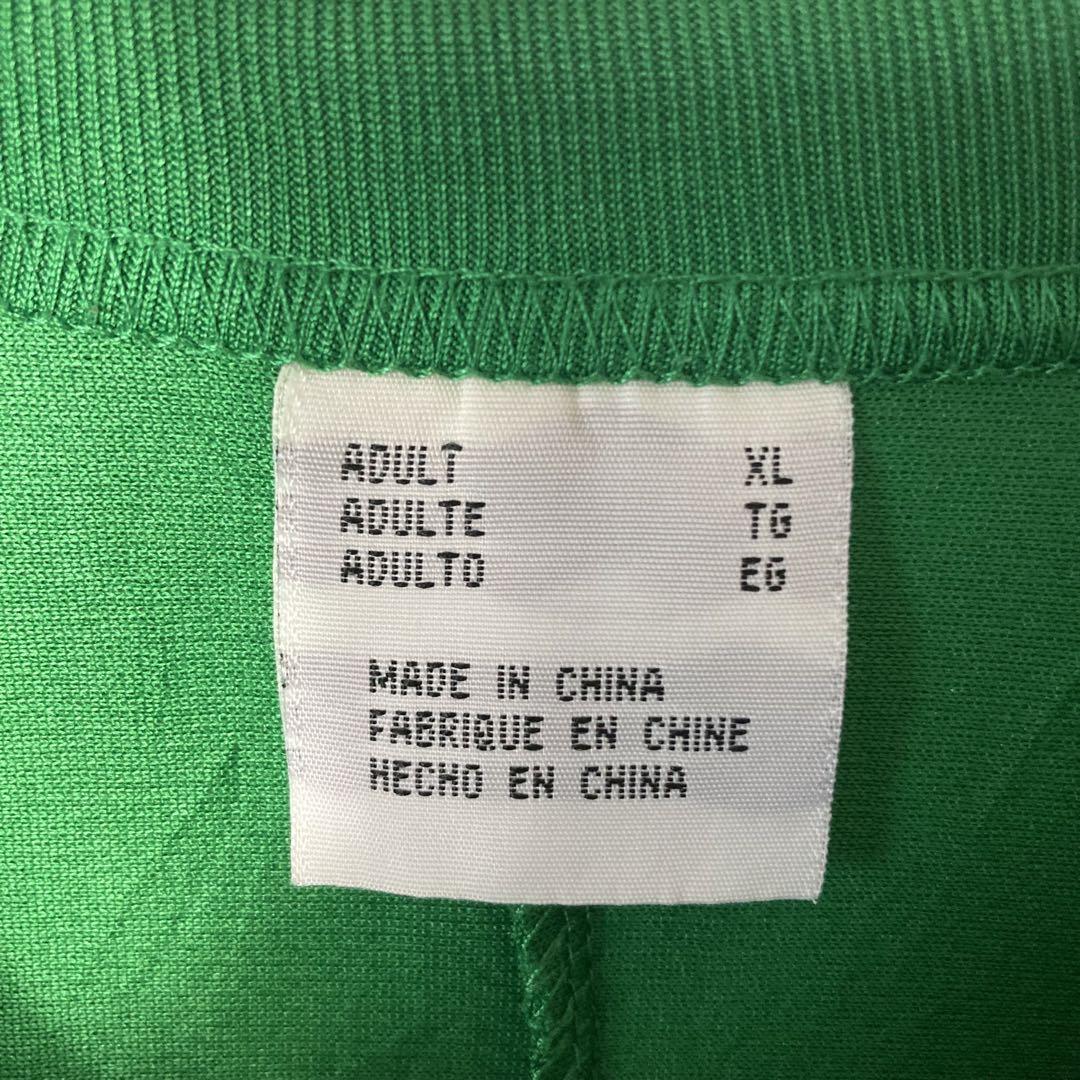 ADULT XL
ADULTE TG
ADULTO EG
MADE IN CHINA
FABRIQUE EN CHINE
HECHO EN CHINA